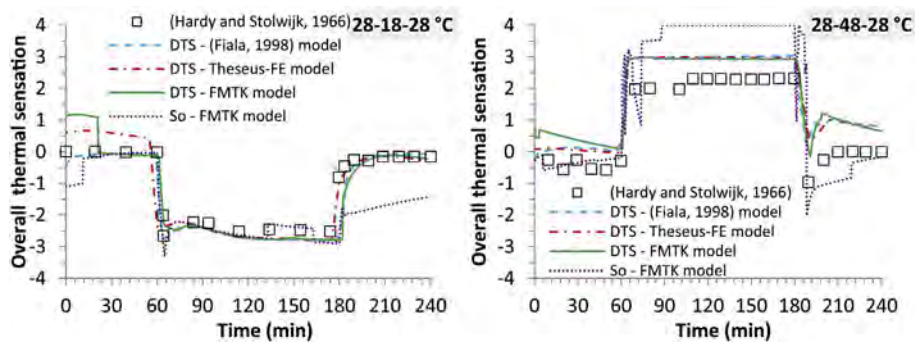 28-18-28 °C
(Hardy and Stolwijk, 1966)
DTS - (Fiala, 1998) model
DTS - Theseus-FE model
DTS - FMTK model
So - FMTK model
Overall thermal sensation
4
3
2
1
0
-1
-2
-3
-4
0 30 60 90 120 150 180 210 240
Time (min)
28-48-28 °C
Overall thermal sensation
4
3
2
1
0
-1
-2
-3
-4
(Hardy and Stolwijk, 1966)
DTS - (Fiala, 1998) model
DTS - Theseus-FE model
DTS - FMTK model
So - FMTK model
0 30 60 90 120 150 180 210 240
Time (min)